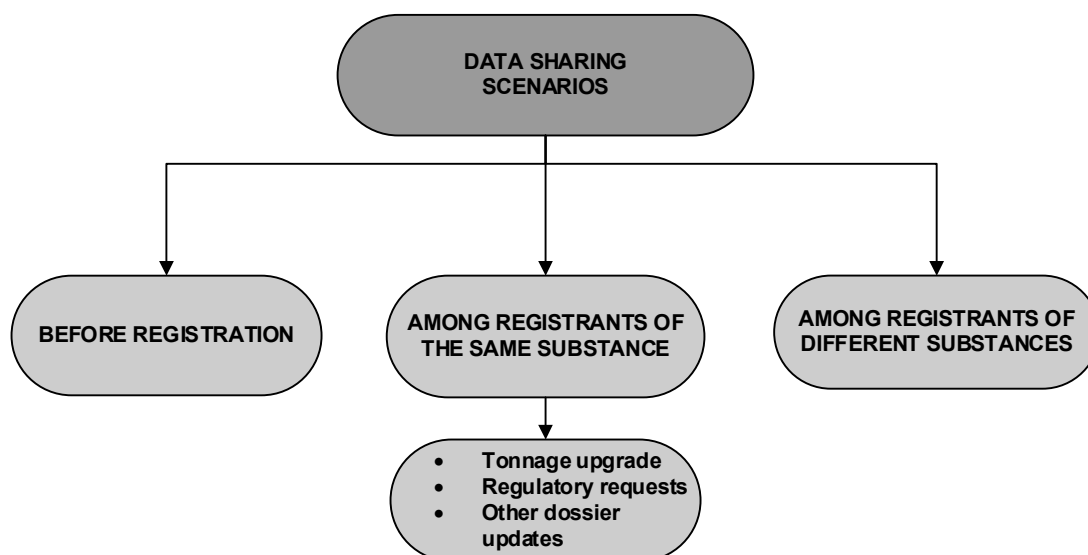 DATA SHARING
SCENARIOS
BEFORE REGISTRATION
AMONG REGISTRANTS OF
THE SAME SUBSTANCE
AMONG REGISTRANTS OF
DIFFERENT SUBSTANCES
• Tonnage upgrade
• Regulatory requests
• Other dossier
updates